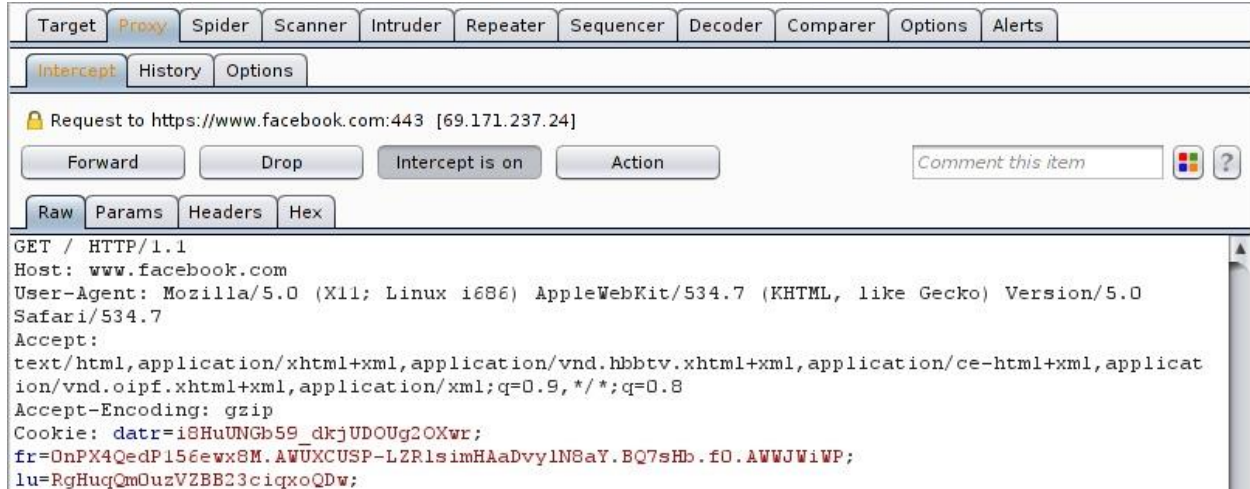 Target Proxy Spider Scanner Intruder Repeater Sequencer Decoder Comparer Options Alerts
Intercept History Options
Request to https://www.facebook.com:443 [69.171.237.24]
Forward Drop Intercept is on Action Comment this item ?
Raw Params Headers Hex
GET / HTTP/1.1
Host: www.facebook.com
User-Agent: Mozilla/5.0 (X11; Linux i686) AppleWebKit/534.7 (KHTML, like Gecko) Version/5.0
Safari/534.7
Accept:
text/html,application/xhtml+xml,application/vnd.hbbtv.xhtml+xml,application/ce-html+xml,applicat
ion/vnd.oipf.xhtml+xml,application/xml;q=0.9,*/*;q=0.8
Accept-Encoding: gzip
Cookie: datr=i8HuUNGb59_dkjUDOUg2OXwr;
fr=0nPX4QedP156ewx8M.AWUXCUSP-LZRlsimHAaDvylN8aY.BQ7sHb.f0.AWWJWiWP;
lu=RgHuqQmOuzVZBB23ciqxoQDw;